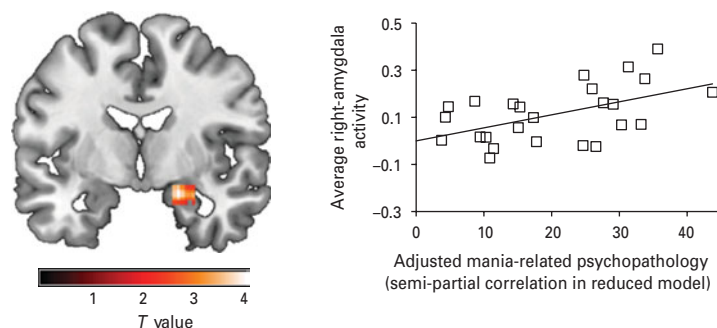 1 2 3 4
T value
Average right-amygdala
activity
0.5
0.3
0.1
–0.1
–0.3
0 10 20 30 40
Adjusted mania-related psychopathology
(semi-partial correlation in reduced model)